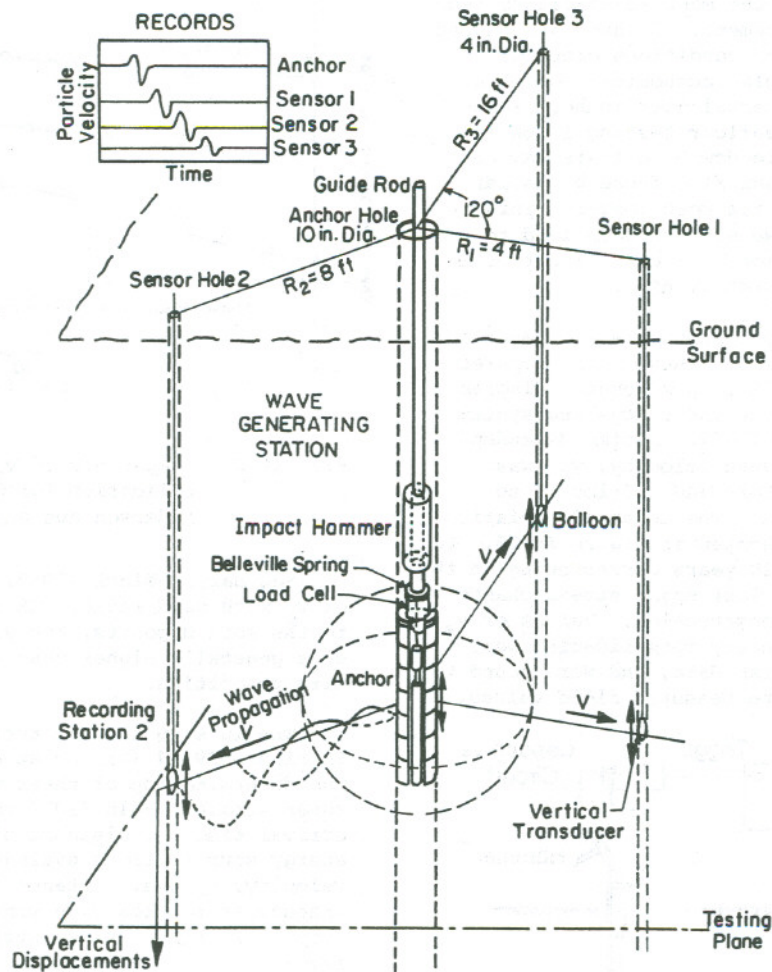 RECORDS
Anchor
Sensor 1
Sensor 2
Sensor 3
Particle
Velocity
Time
Sensor Hole 3
4 in. Dia.
R3 = 16 ft
Guide Rod
Anchor Hole
10 in. Dia.
120°
R1 = 4 ft
Sensor Hole 1
Sensor Hole 2
R2 = 8 ft
Ground
Surface
WAVE
GENERATING
STATION
Impact Hammer
Balloon
Belleville Spring
Load Cell
V
Anchor
Wave
Propagation
V
Recording
Station 2
V
Vertical
Transducer
Testing
Plane
Vertical
Displacements